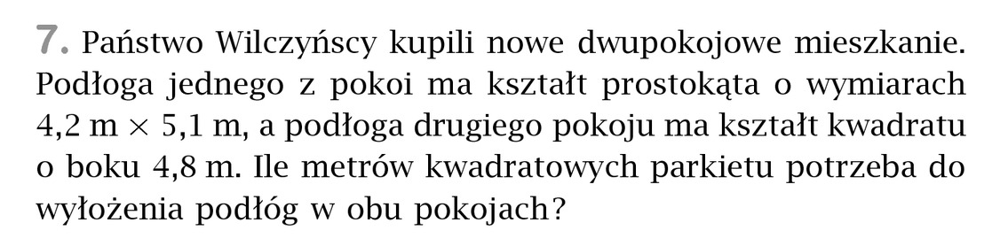 7. Państwo Wilczyńscy kupili nowe dwupokojowe mieszkanie.
Podłoga jednego z pokoi ma kształt prostokąta o wymiarach
4,2 m × 5,1 m, a podłoga drugiego pokoju ma kształt kwadratu
o boku 4,8 m. Ile metrów kwadratowych parkietu potrzeba do
wyłożenia podłóg w obu pokojach?